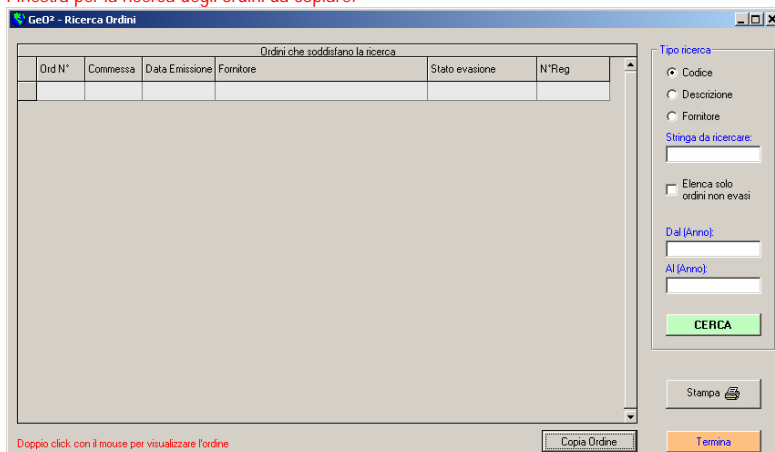 Finestra per la ricerca degli ordini da copiare.
GeO² - Ricerca Ordini
Ordini che soddisfano la ricerca
Ord N° Commessa Data Emissione Fornitore Stato evasione N°Reg
Tipo ricerca
Codice
Descrizione
Fornitore
Stringa da ricercare:
Elenca solo
ordini non evasi
Dal (Anno):
Al (Anno):
CERCA
Stampa
Doppio click con il mouse per visualizzare l'ordine
Copia Ordine
Termina